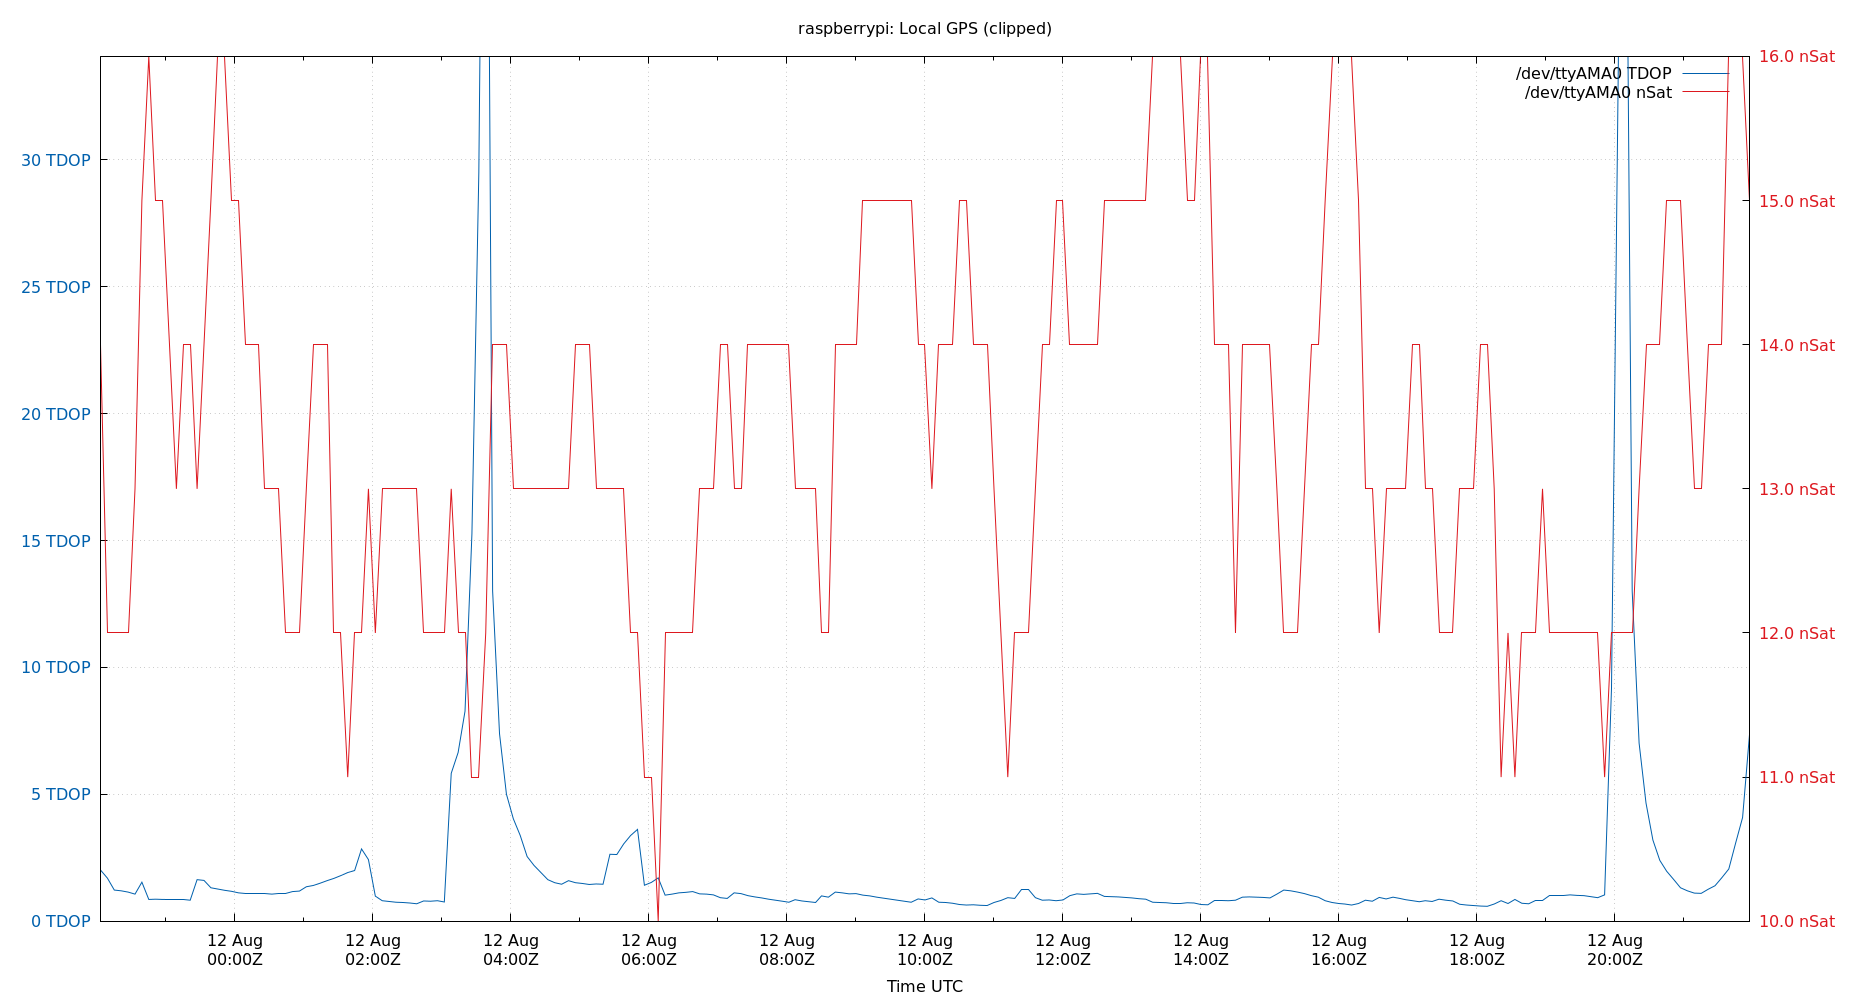 raspberrypi: Local GPS (clipped)
/dev/ttyAMA0 TDOP
/dev/ttyAMA0 nSat
30 TDOP
25 TDOP
20 TDOP
15 TDOP
10 TDOP
5 TDOP
0 TDOP
16.0 nSat
15.0 nSat
14.0 nSat
13.0 nSat
12.0 nSat
11.0 nSat
10.0 nSat
12 Aug
00:00Z
12 Aug
02:00Z
12 Aug
04:00Z
12 Aug
06:00Z
12 Aug
08:00Z
12 Aug
10:00Z
12 Aug
12:00Z
12 Aug
14:00Z
12 Aug
16:00Z
12 Aug
18:00Z
12 Aug
20:00Z
Time UTC